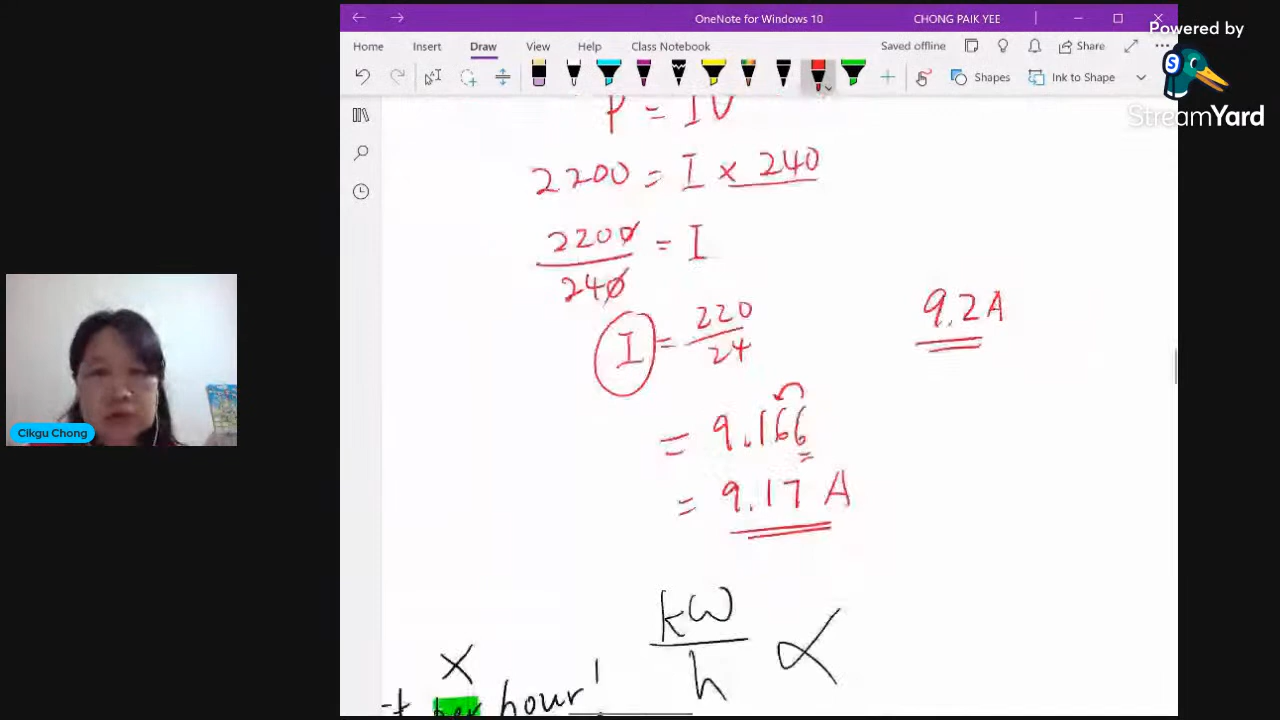 OneNote for Windows 10
CHONG PAIK YEE
Powered by
StreamYard
Home Insert Draw View Help Class Notebook
Saved offline
Share
Shapes
Ink to Shape
P = IV
2200 = I × 240
2200/240 = I
I = 220/24
9.2A
= 9.166
= 9.17 A
kW/h
×
per hour
Cikgu Chong